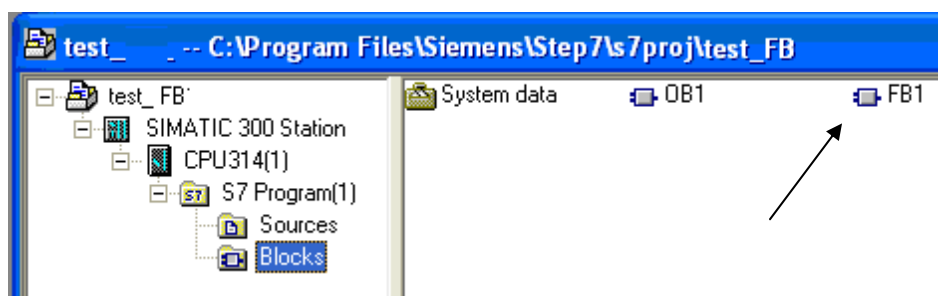 test_ -- C:\Program Files\Siemens\Step7\s7proj\test_FB
test_ FB
SIMATIC 300 Station
CPU314(1)
S7 Program(1)
Sources
Blocks
System data OB1 FB1